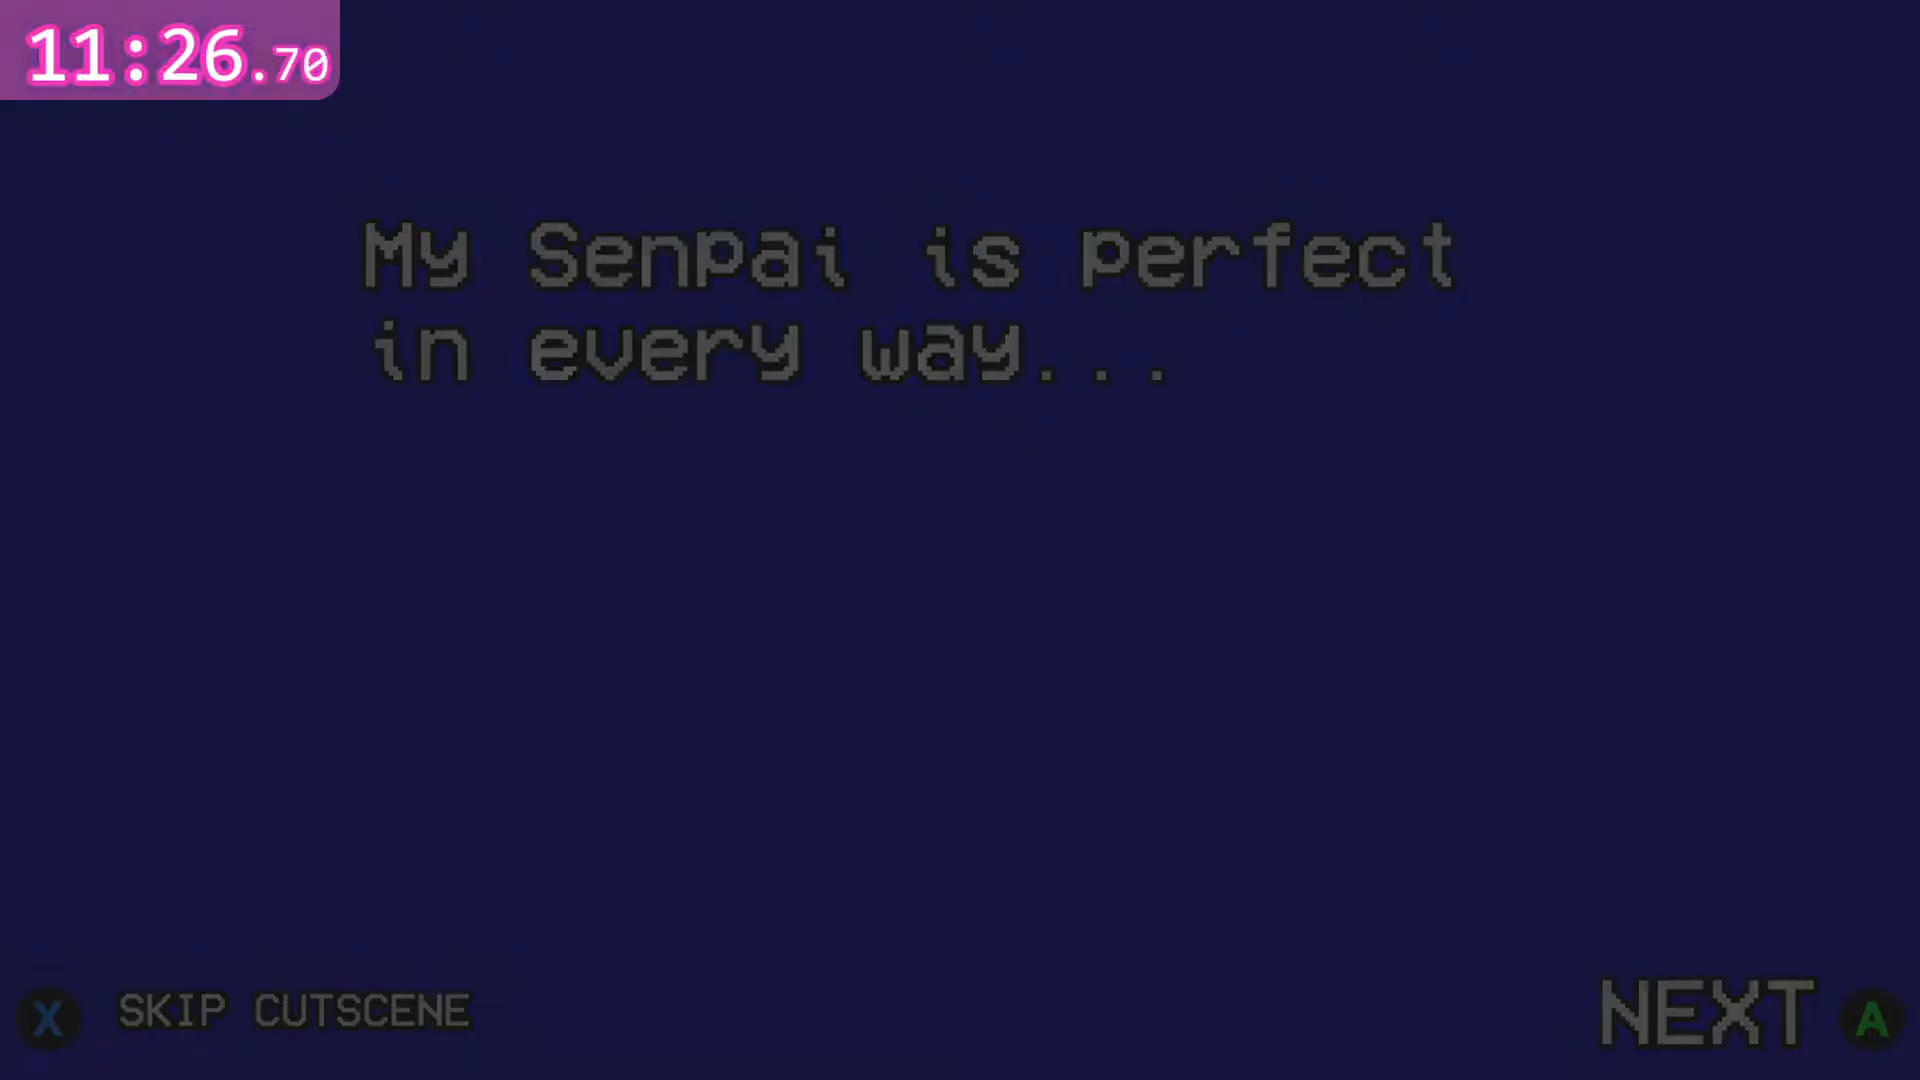 11:26.70
My Senpai is perfect
in every way...
X SKIP CUTSCENE
NEXT A